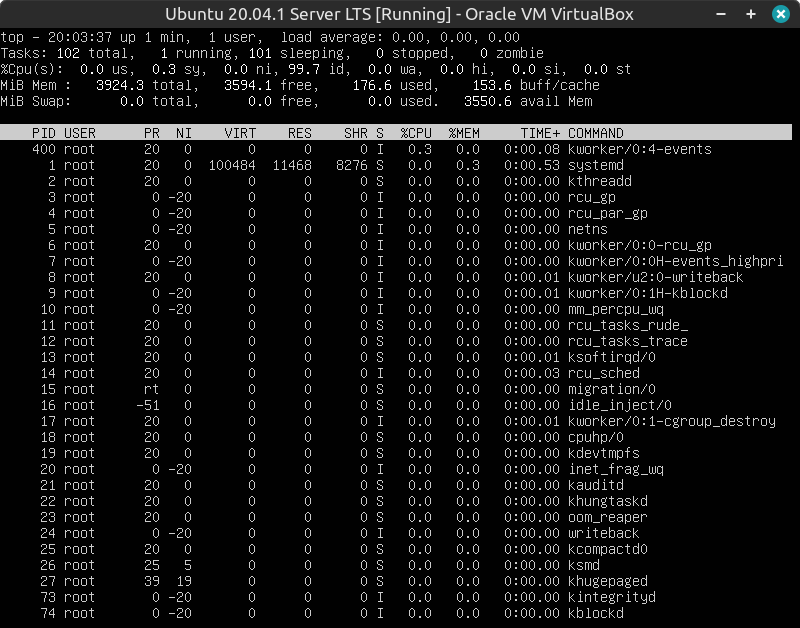 Ubuntu 20.04.1 Server LTS [Running] - Oracle VM VirtualBox
top - 20:03:37 up 1 min,  1 user,  load average: 0.00, 0.00, 0.00
Tasks: 102 total,   1 running, 101 sleeping,   0 stopped,   0 zombie
%Cpu(s):  0.0 us,  0.3 sy,  0.0 ni, 99.7 id,  0.0 wa,  0.0 hi,  0.0 si,  0.0 st
MiB Mem :   3924.3 total,   3594.1 free,    176.6 used,    153.6 buff/cache
MiB Swap:      0.0 total,      0.0 free,      0.0 used.   3550.6 avail Mem
PID USER      PR  NI    VIRT    RES    SHR S  %CPU  %MEM     TIME+ COMMAND
400 root      20   0       0      0      0 I   0.3   0.0   0:00.08 kworker/0:4-events
1 root      20   0  100484  11468   8276 S   0.0   0.3   0:00.53 systemd
2 root      20   0       0      0      0 S   0.0   0.0   0:00.00 kthreadd
3 root       0 -20       0      0      0 I   0.0   0.0   0:00.00 rcu_gp
4 root       0 -20       0      0      0 I   0.0   0.0   0:00.00 rcu_par_gp
5 root       0 -20       0      0      0 I   0.0   0.0   0:00.00 netns
6 root      20   0       0      0      0 I   0.0   0.0   0:00.00 kworker/0:0-rcu_gp
7 root       0 -20       0      0      0 I   0.0   0.0   0:00.00 kworker/0:0H-events_highpri
8 root      20   0       0      0      0 I   0.0   0.0   0:00.01 kworker/u2:0-writeback
9 root       0 -20       0      0      0 I   0.0   0.0   0:00.01 kworker/0:1H-kblockd
10 root       0 -20       0      0      0 I   0.0   0.0   0:00.00 mm_percpu_wq
11 root      20   0       0      0      0 S   0.0   0.0   0:00.00 rcu_tasks_rude_
12 root      20   0       0      0      0 S   0.0   0.0   0:00.00 rcu_tasks_trace
13 root      20   0       0      0      0 S   0.0   0.0   0:00.01 ksoftirqd/0
14 root      20   0       0      0      0 I   0.0   0.0   0:00.03 rcu_sched
15 root      rt   0       0      0      0 S   0.0   0.0   0:00.00 migration/0
16 root     -51   0       0      0      0 S   0.0   0.0   0:00.00 idle_inject/0
17 root      20   0       0      0      0 I   0.0   0.0   0:00.01 kworker/0:1-cgroup_destroy
18 root      20   0       0      0      0 S   0.0   0.0   0:00.00 cpuhp/0
19 root      20   0       0      0      0 S   0.0   0.0   0:00.00 kdevtmpfs
20 root       0 -20       0      0      0 I   0.0   0.0   0:00.00 inet_frag_wq
21 root      20   0       0      0      0 S   0.0   0.0   0:00.00 kauditd
22 root      20   0       0      0      0 S   0.0   0.0   0:00.00 khungtaskd
23 root      20   0       0      0      0 S   0.0   0.0   0:00.00 oom_reaper
24 root       0 -20       0      0      0 I   0.0   0.0   0:00.00 writeback
25 root      20   0       0      0      0 S   0.0   0.0   0:00.00 kcompactd0
26 root      25   5       0      0      0 S   0.0   0.0   0:00.00 ksmd
27 root      39  19       0      0      0 S   0.0   0.0   0:00.00 khugepaged
73 root       0 -20       0      0      0 I   0.0   0.0   0:00.00 kintegrityd
74 root       0 -20       0      0      0 I   0.0   0.0   0:00.00 kblockd